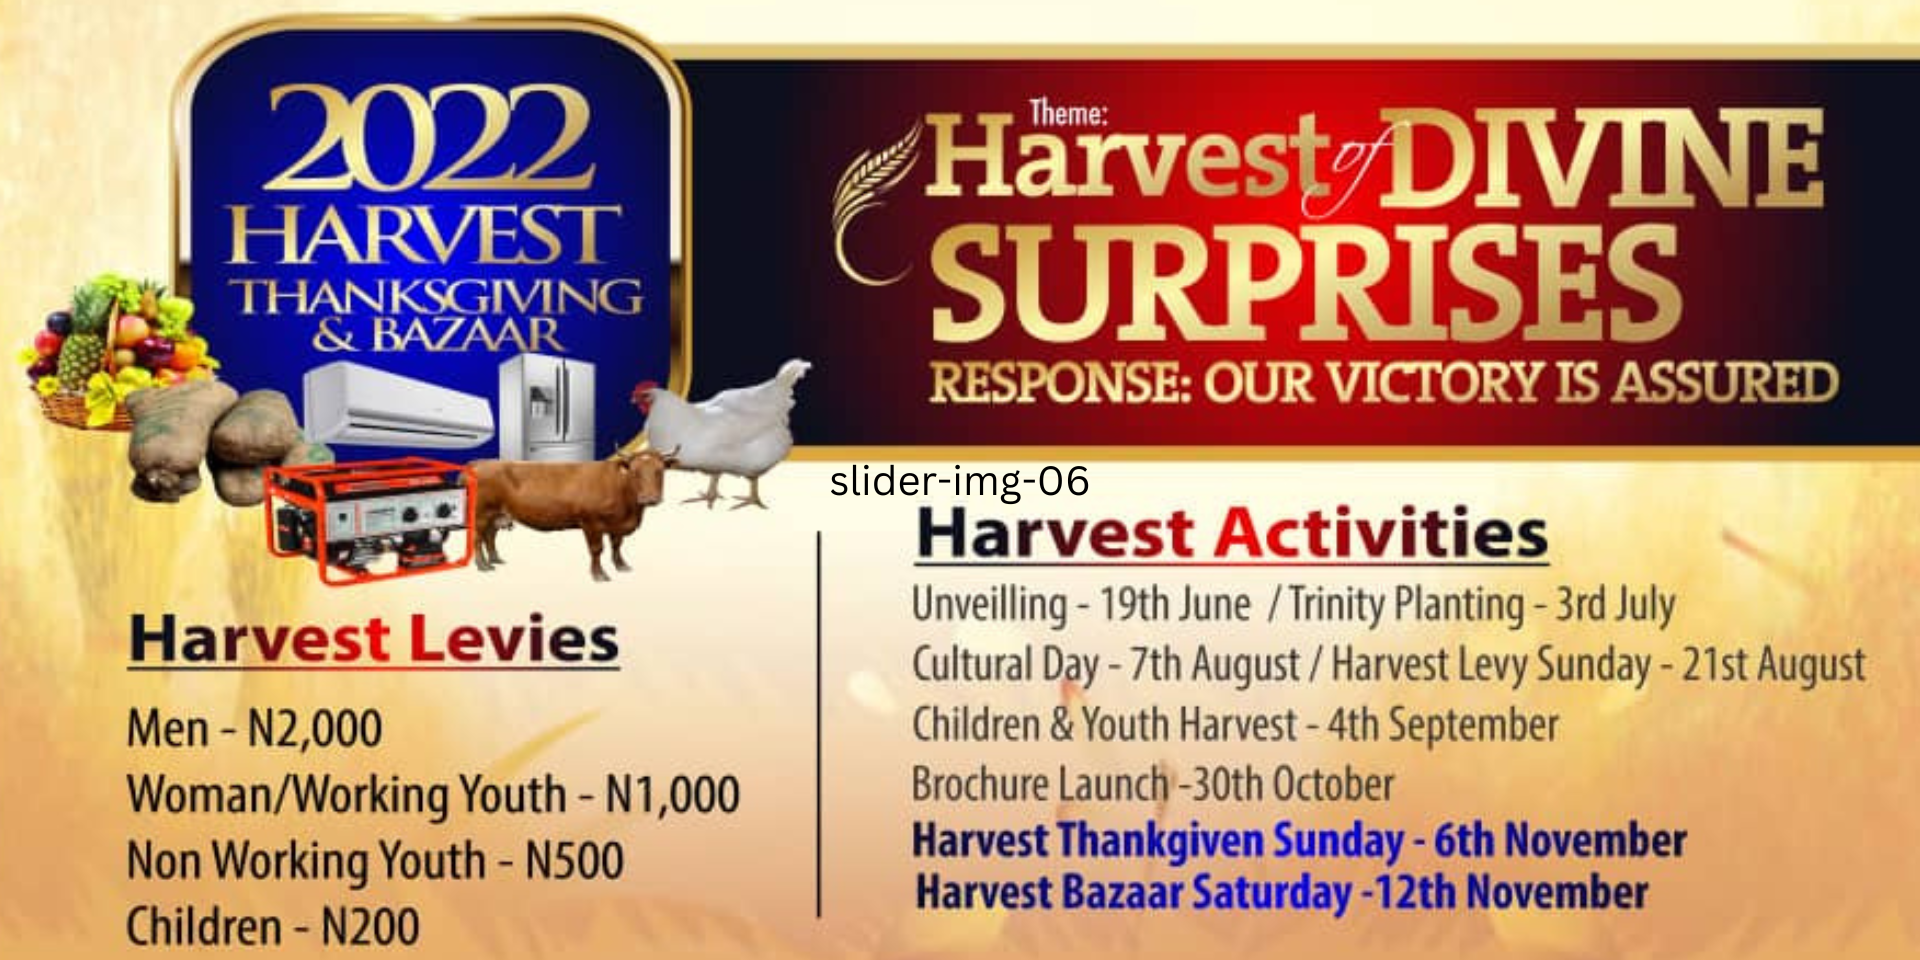 2022
HARVEST
THANKSGIVING
& BAZAAR
Theme:
Harvest of DIVINE
SURPRISES
RESPONSE: OUR VICTORY IS ASSURED
slider-img-06
Harvest Levies
Men - N2,000
Woman/Working Youth - N1,000
Non Working Youth - N500
Children - N200
Harvest Activities
Unveilling - 19th June / Trinity Planting - 3rd July
Cultural Day - 7th August / Harvest Levy Sunday - 21st August
Children & Youth Harvest - 4th September
Brochure Launch -30th October
Harvest Thankgiven Sunday - 6th November
Harvest Bazaar Saturday -12th November